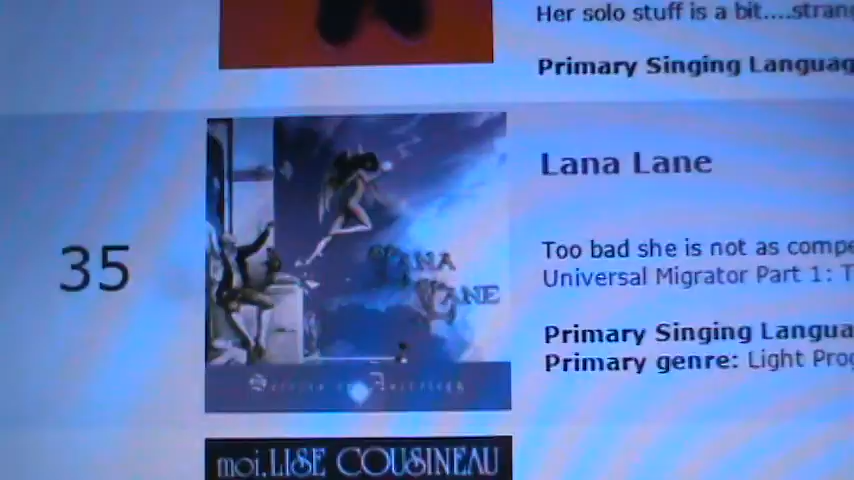 Her solo stuff is a bit....strang
Primary Singing Languag
Lana Lane
35
Too bad she is not as compe
Universal Migrator Part 1: T
LANA
LANE
Primary Singing Langua
Primary genre: Light Prog
moi.LISE COUSINEAU